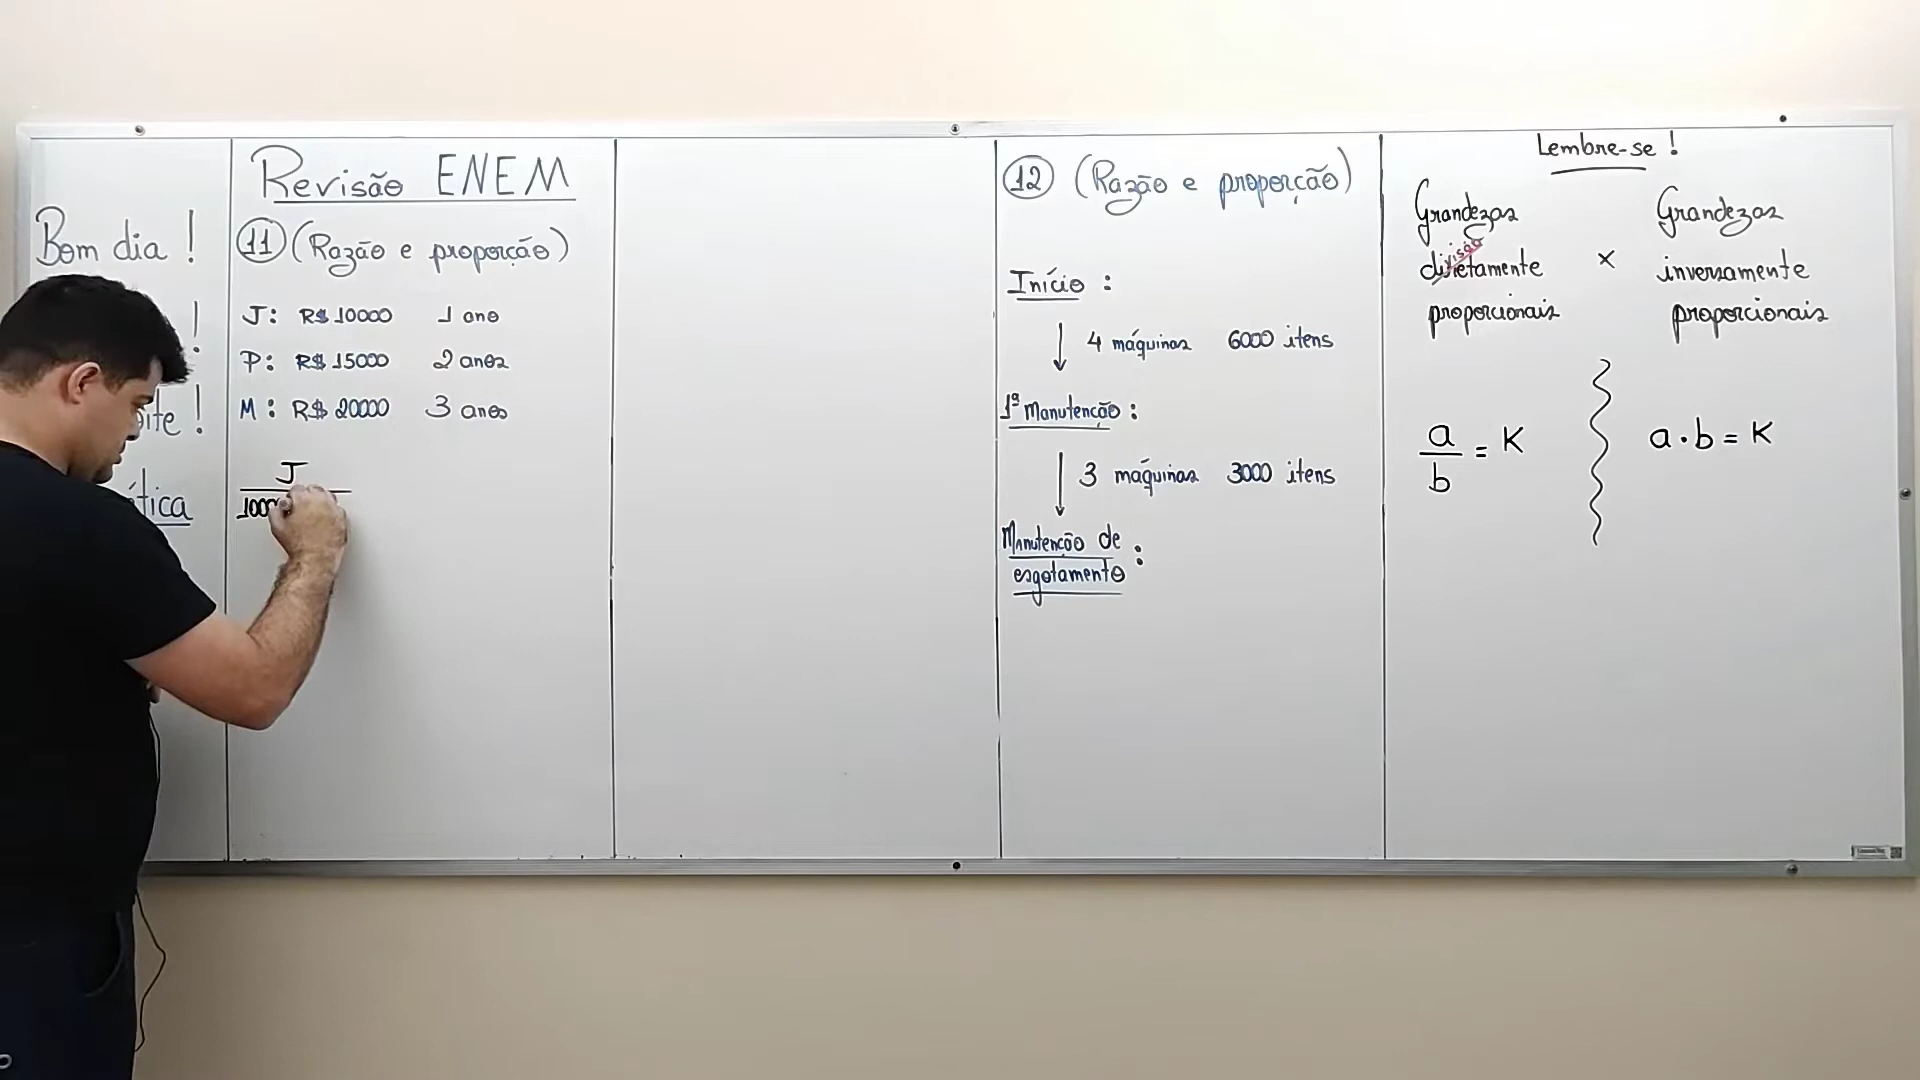 Bom dia !
!
ite !
ática
Revisão ENEM
11 (Razão e proporção)
J: R$ 10000 1 ano
P: R$ 15000 2 anos
M: R$ 20000 3 anos
J
1000
12 (Razão e proporção)
Início :
4 máquinas 6000 itens
1ª Manutenção :
3 máquinas 3000 itens
Manutenção de
esgotamento :
Lembre-se !
Grandezas
divisão
diretamente
proporcionais
x
Grandezas
inversamente
proporcionais
a
b = K
a · b = K